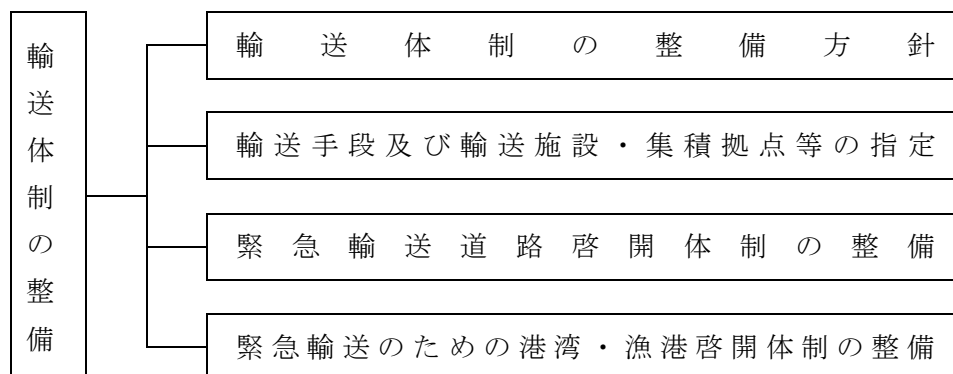 輸送体制の整備
輸送体制の整備方針
輸送手段及び輸送施設・集積拠点等の指定
緊急輸送道路啓開体制の整備
緊急輸送のための港湾・漁港啓開体制の整備